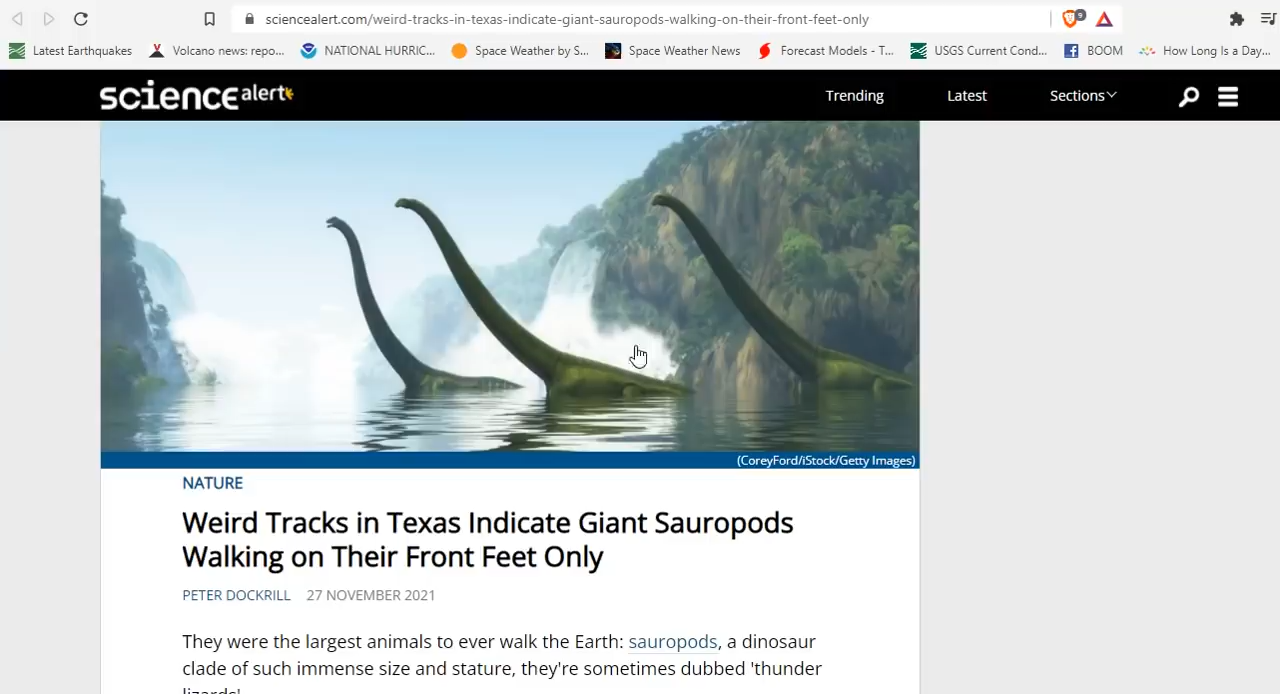 sciencealert.com/weird-tracks-in-texas-indicate-giant-sauropods-walking-on-their-front-feet-only
9
Latest Earthquakes Volcano news: repo... NATIONAL HURRIC... Space Weather by S... Space Weather News Forecast Models - T... USGS Current Cond... BOOM How Long Is a Day...
sciencealert Trending Latest Sections
(CoreyFord/iStock/Getty Images)
NATURE
Weird Tracks in Texas Indicate Giant Sauropods
Walking on Their Front Feet Only
PETER DOCKRILL 27 NOVEMBER 2021
They were the largest animals to ever walk the Earth: sauropods, a dinosaur
clade of such immense size and stature, they're sometimes dubbed 'thunder
lizards'